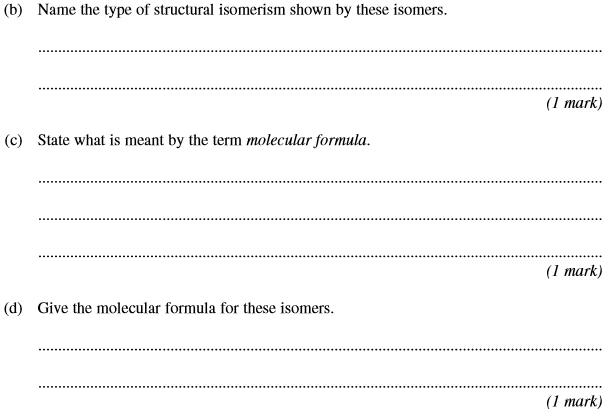 (b) Name the type of structural isomerism shown by these isomers.
................................................................................
................................................................................
(1 mark)
(c) State what is meant by the term molecular formula.
................................................................................
................................................................................
................................................................................
(1 mark)
(d) Give the molecular formula for these isomers.
................................................................................
................................................................................
(1 mark)